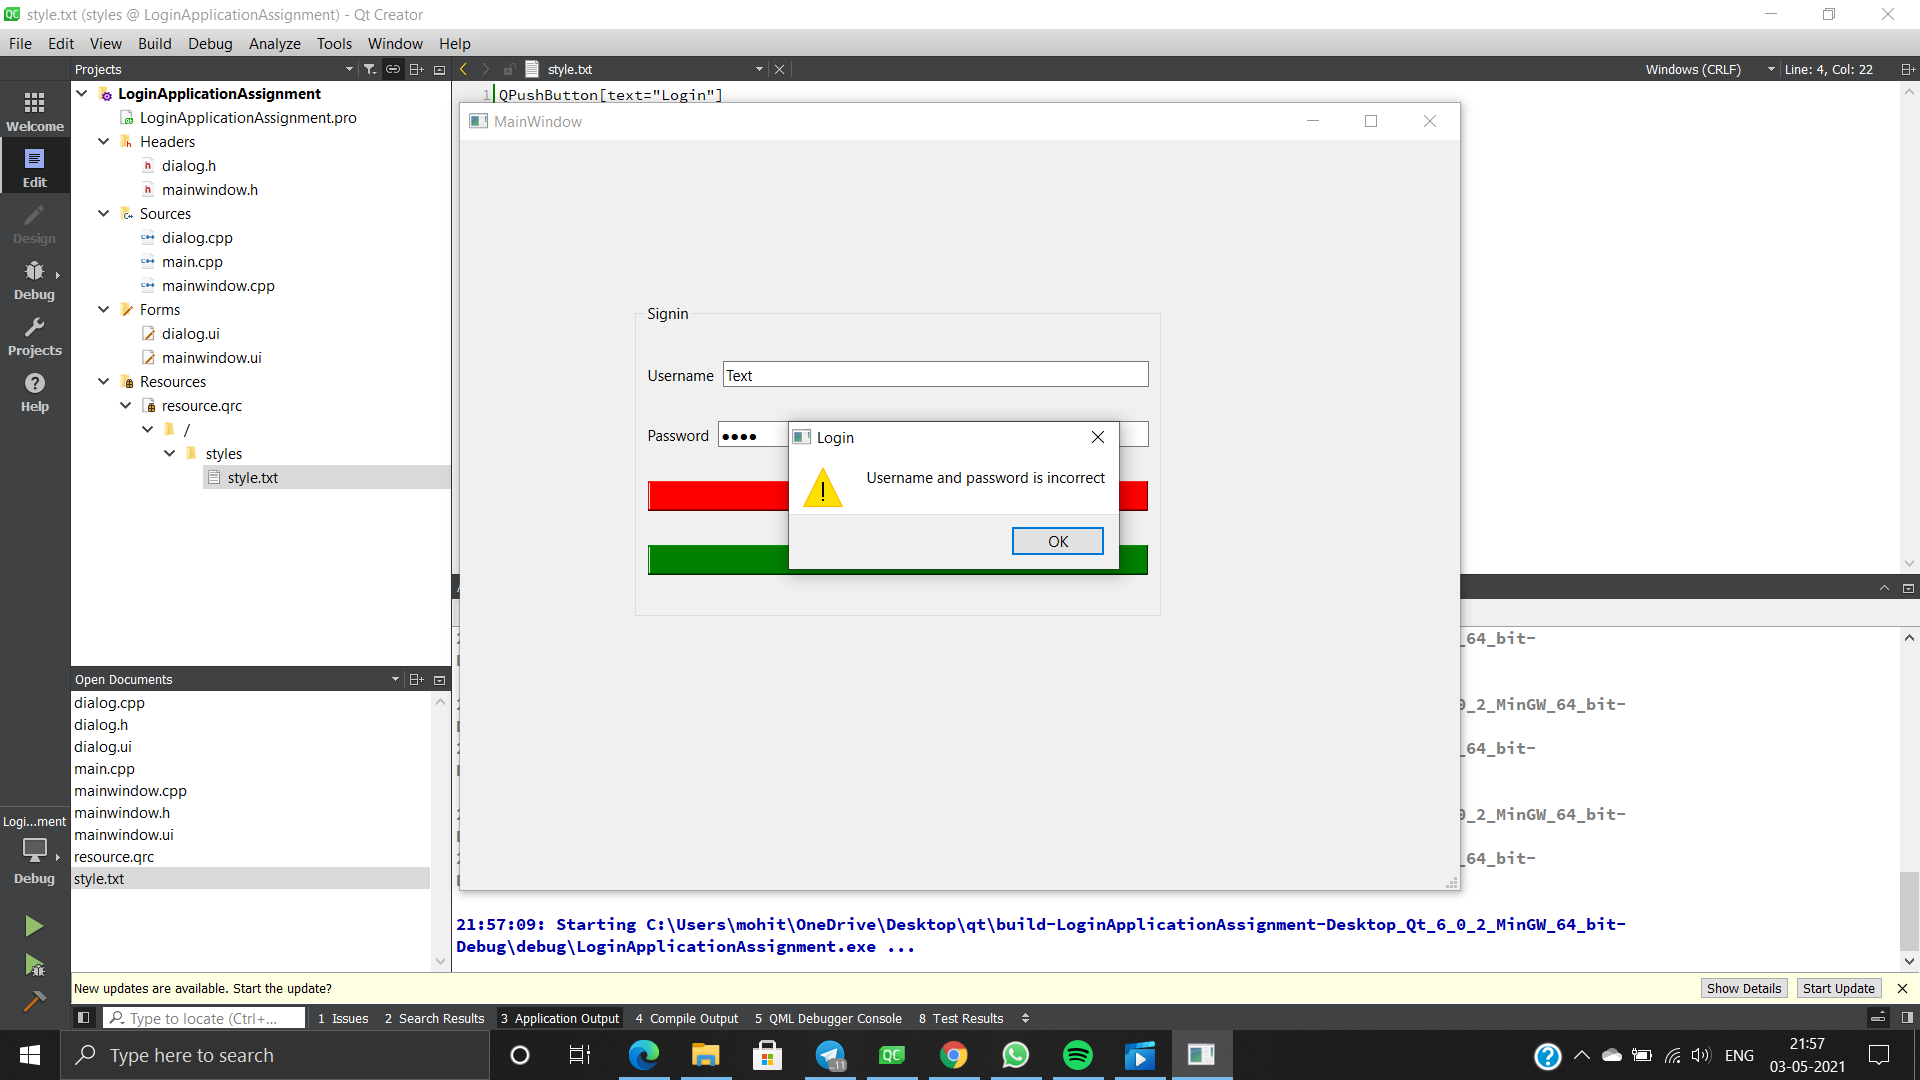 style.txt (styles @ LoginApplicationAssignment) - Qt Creator
File Edit View Build Debug Analyze Tools Window Help
Projects
style.txt
Windows (CRLF)
Line: 4, Col: 22
Welcome
Edit
Design
Debug
Projects
Help
LoginApplicationAssignment
LoginApplicationAssignment.pro
Headers
dialog.h
mainwindow.h
Sources
dialog.cpp
main.cpp
mainwindow.cpp
Forms
dialog.ui
mainwindow.ui
Resources
resource.qrc
/
styles
style.txt
1 QPushButton[text="Login"]
MainWindow
Signin
Username Text
Password
Login
Username and password is incorrect
OK
Open Documents
dialog.cpp
dialog.h
dialog.ui
main.cpp
mainwindow.cpp
mainwindow.h
mainwindow.ui
resource.qrc
style.txt
Logi...ment
Debug
_64_bit-
_2_MinGW_64_bit-
_64_bit-
_2_MinGW_64_bit-
_64_bit-
21:57:09: Starting C:\Users\mohit\OneDrive\Desktop\qt\build-LoginApplicationAssignment-Desktop_Qt_6_0_2_MinGW_64_bit-
Debug\debug\LoginApplicationAssignment.exe ...
New updates are available. Start the update?
Show Details
Start Update
Type to locate (Ctrl+...
1 Issues
2 Search Results
3 Application Output
4 Compile Output
5 QML Debugger Console
8 Test Results
Type here to search
QC
11
ENG
21:57
03-05-2021